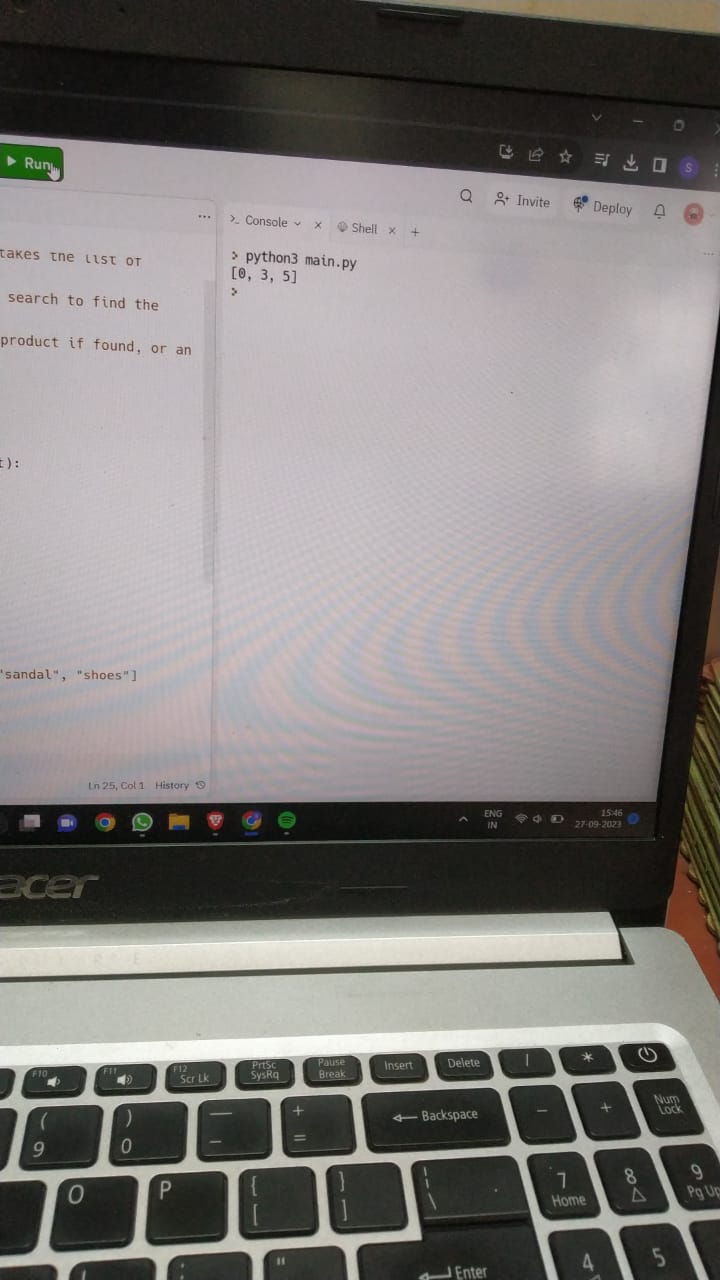 Run
S
Invite
Deploy
>_ Console
Shell
python3 main.py
[0, 3, 5]
takes the list of
search to find the
product if found, or an
t):
"sandal", "shoes"]
Ln 25, Col 1 History
ENG
IN
15:46
27-09-2023
acer
F10
F11
F12
Scr Lk
PrtSc
SysRq
Pause
Break
Insert
Delete
/
*
(
9
)
0
—
–
+
=
Backspace
-
+
Num
Lock
O
P
{
[
}
]
¦
\
7
Home
8
9
Pg Up
"
Enter
4
5